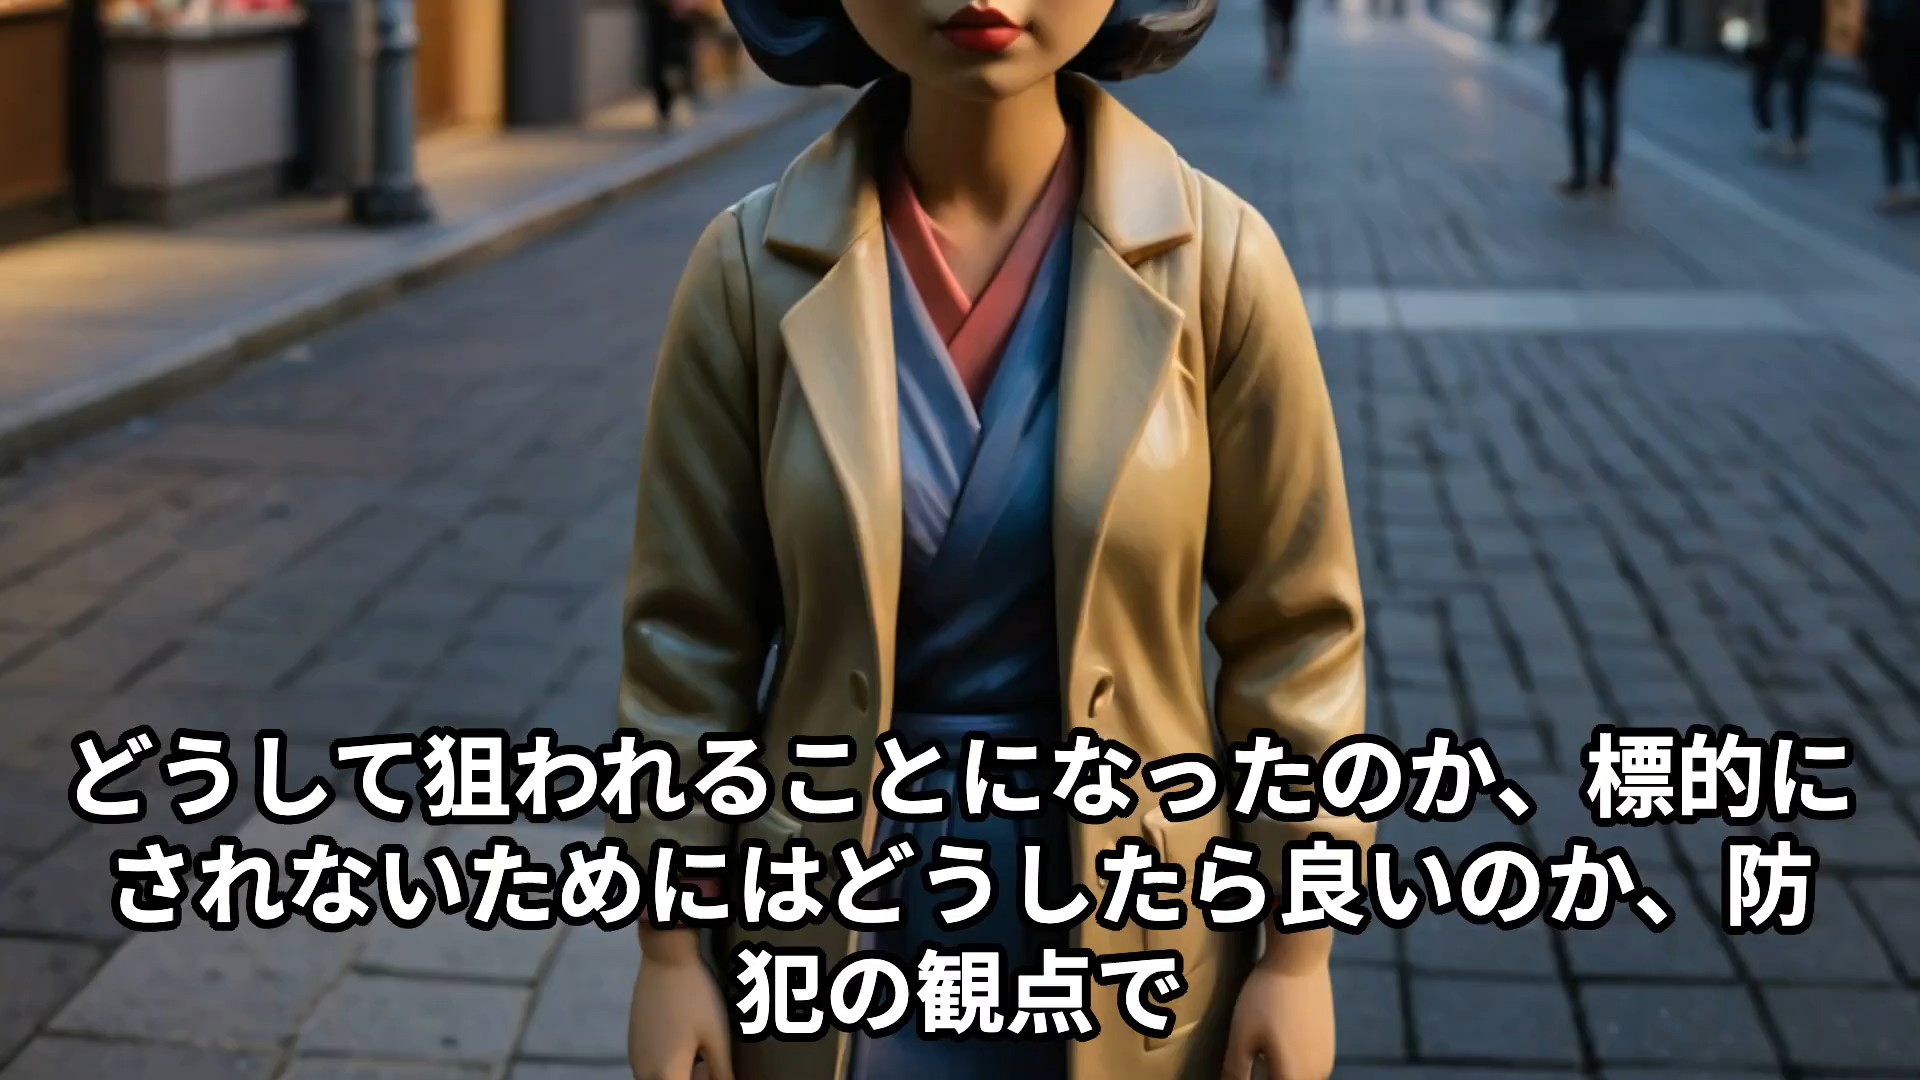 どうして狙われることになったのか、標的に
されないためにはどうしたら良いのか、防
犯の観点で